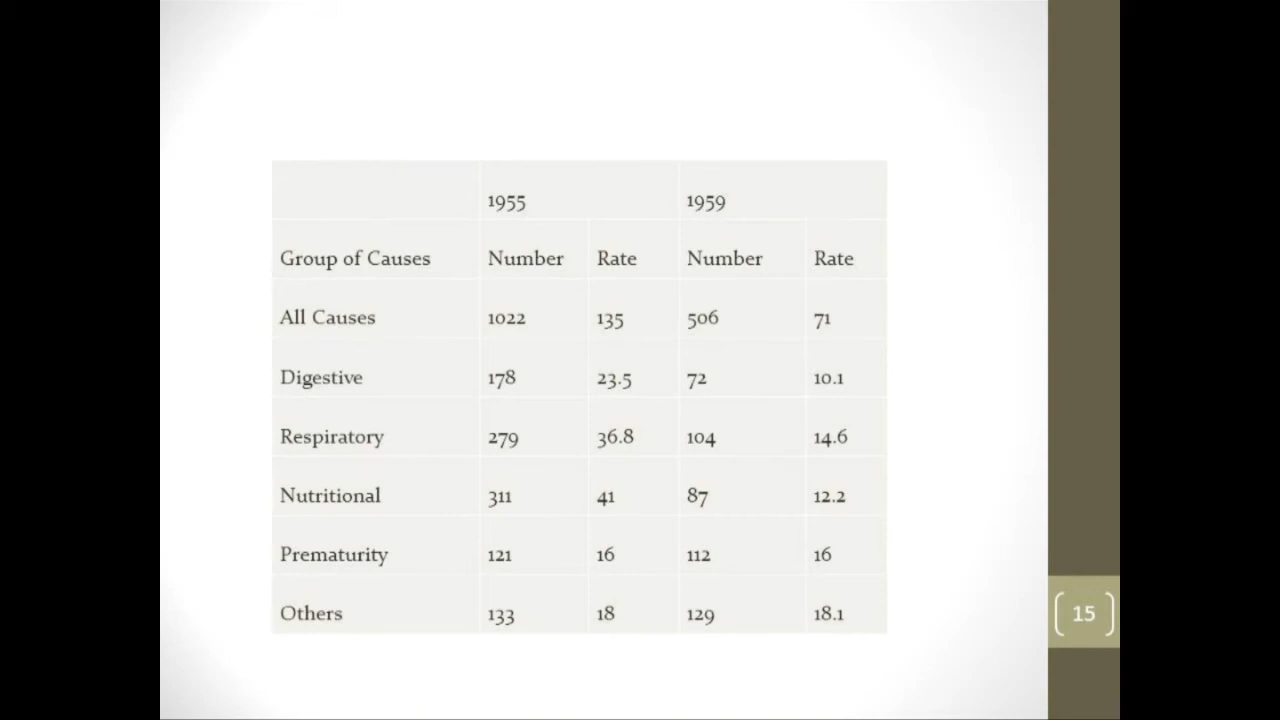 1955 1959
Group of Causes Number Rate Number Rate
All Causes 1022 135 506 71
Digestive 178 23.5 72 10.1
Respiratory 279 36.8 104 14.6
Nutritional 311 41 87 12.2
Prematurity 121 16 112 16
Others 133 18 129 18.1
15